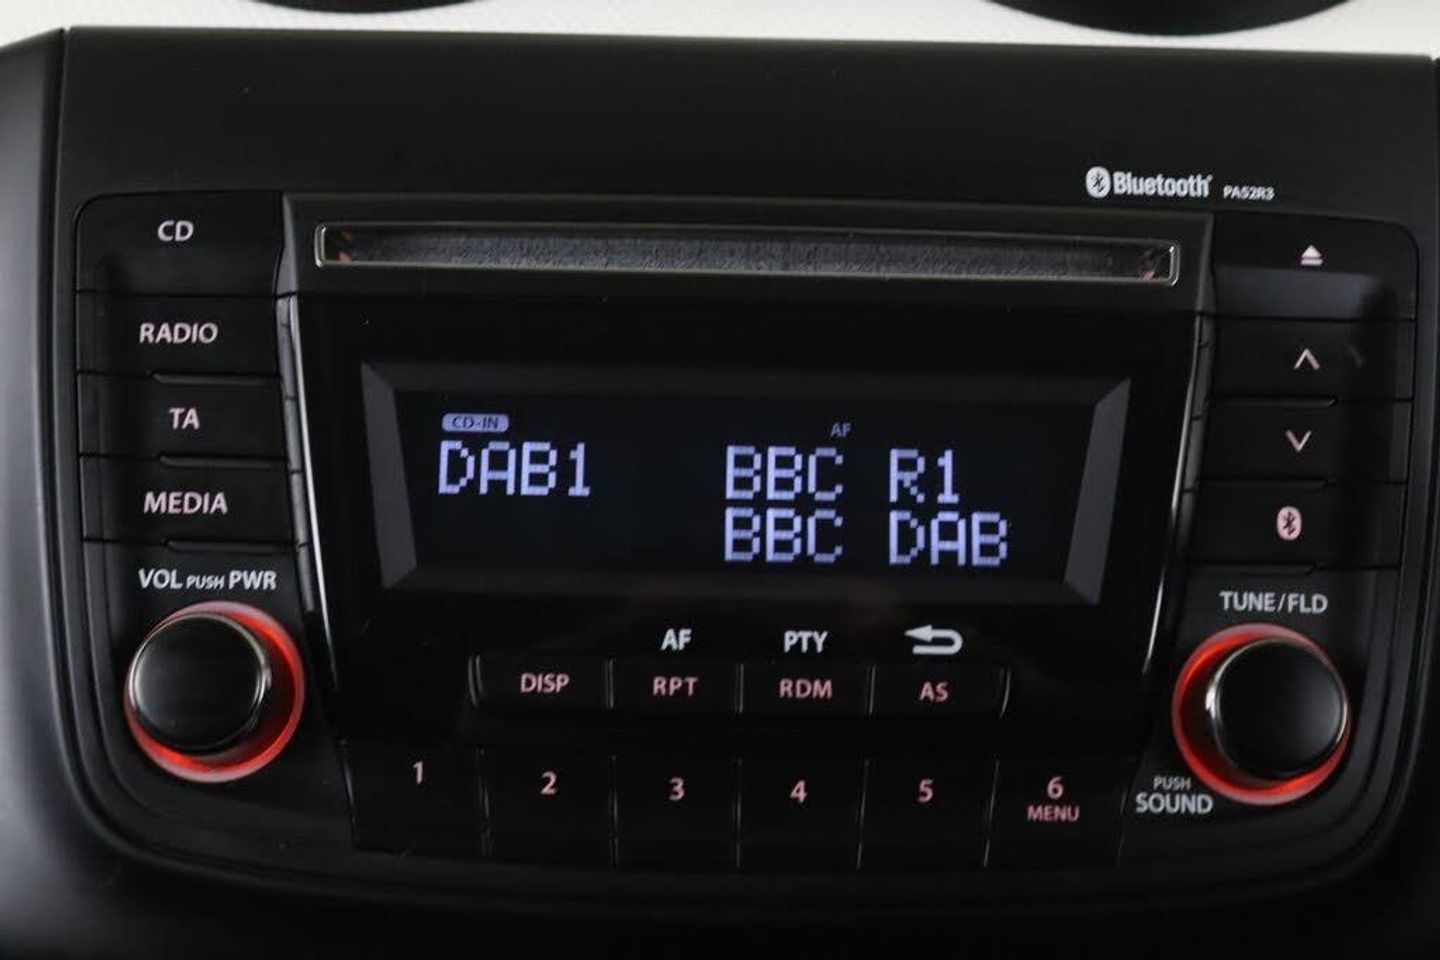 Bluetooth® PA52R3
CD
RADIO
TA
MEDIA
VOL PUSH PWR
CD-IN
AF
DAB1 BBC R1
BBC DAB
TUNE/FLD
AF PTY
DISP RPT RDM AS
1 2 3 4 5 6
MENU
PUSH
SOUND